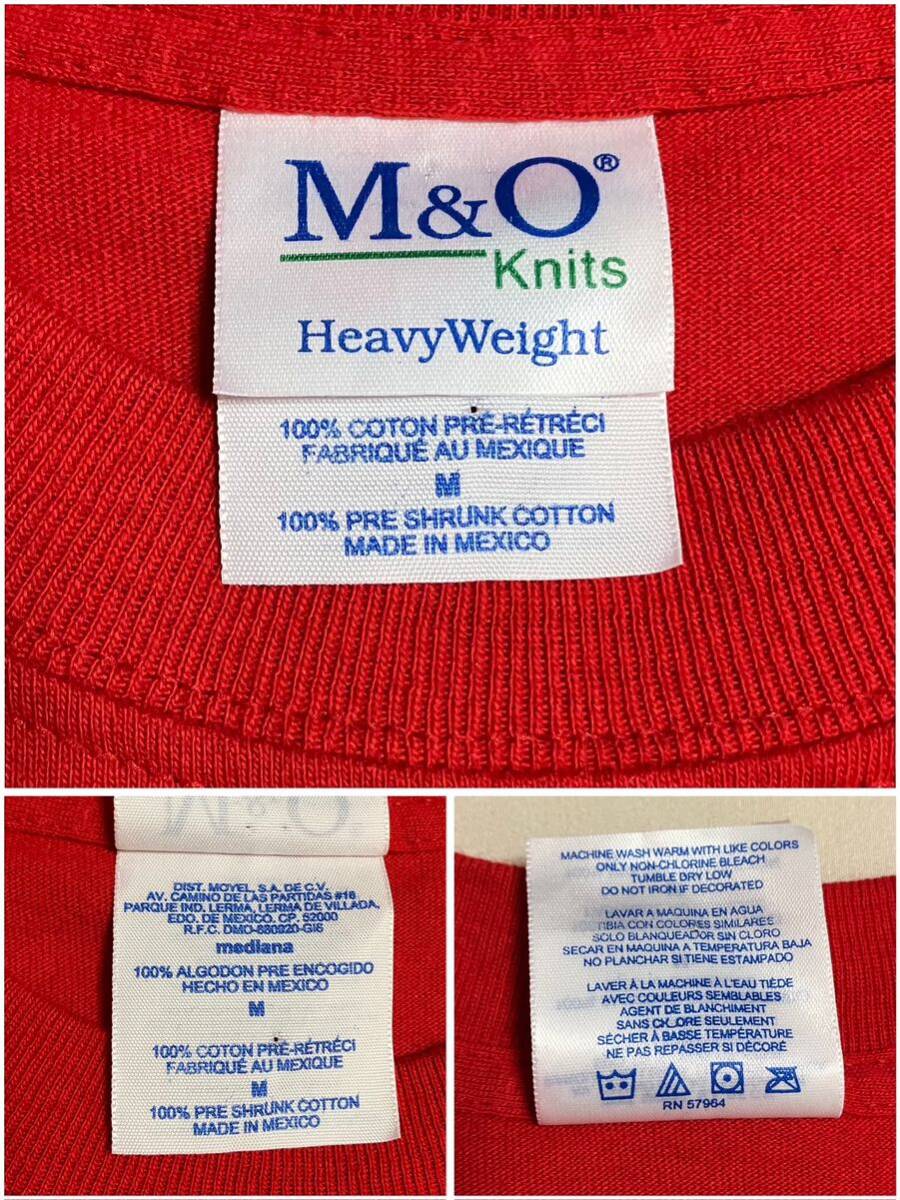 M&O®
Knits
HeavyWeight
100% COTON PRÉ-RÉTRÉCI
FABRIQUÉ AU MEXIQUE
M
100% PRE SHRUNK COTTON
MADE IN MEXICO
M&O
DIST. MOYEL, S.A. DE C.V.
AV. CAMINO DE LAS PARTIDAS #16
PARQUE IND. LERMA, LERMA DE VILLADA,
EDO. DE MEXICO. CP. 52000
R.F.C. DMO-880920-GI6
mediana
100% ALGODON PRE ENCOGIDO
HECHO EN MEXICO
M
100% COTON PRÉ-RÉTRÉCI
FABRIQUÉ AU MEXIQUE
M
100% PRE SHRUNK COTTON
MADE IN MEXICO
MACHINE WASH WARM WITH LIKE COLORS
ONLY NON-CHLORINE BLEACH
TUMBLE DRY LOW
DO NOT IRON IF DECORATED
LAVAR A MAQUINA EN AGUA
TIBIA CON COLORES SIMILARES
SOLO BLANQUEADOR SIN CLORO
SECAR EN MAQUINA A TEMPERATURA BAJA
NO PLANCHAR SI TIENE ESTAMPADO
LAVER À LA MACHINE À L'EAU TIÈDE
AVEC COULEURS SEMBLABLES
AGENT DE BLANCHIMENT
SANS CHLORE SEULEMENT
SÉCHER À BASSE TEMPÉRATURE
NE PAS REPASSER SI DÉCORÉ
RN 57964